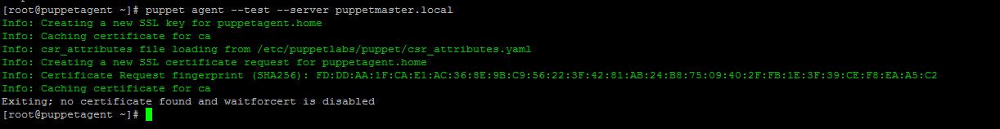 [root@puppetagent ~]# puppet agent --test --server puppetmaster.local
Info: Creating a new SSL key for puppetagent.home
Info: Caching certificate for ca
Info: csr_attributes file loading from /etc/puppetlabs/puppet/csr_attributes.yaml
Info: Creating a new SSL certificate request for puppetagent.home
Info: Certificate Request fingerprint (SHA256): FD:DD:AA:1F:CA:E1:AC:36:8E:9B:C9:56:22:3F:42:81:AB:24:B8:75:09:40:2F:FB:1E:3F:39:CE:F8:EA:A5:C2
Info: Caching certificate for ca
Exiting; no certificate found and waitforcert is disabled
[root@puppetagent ~]#